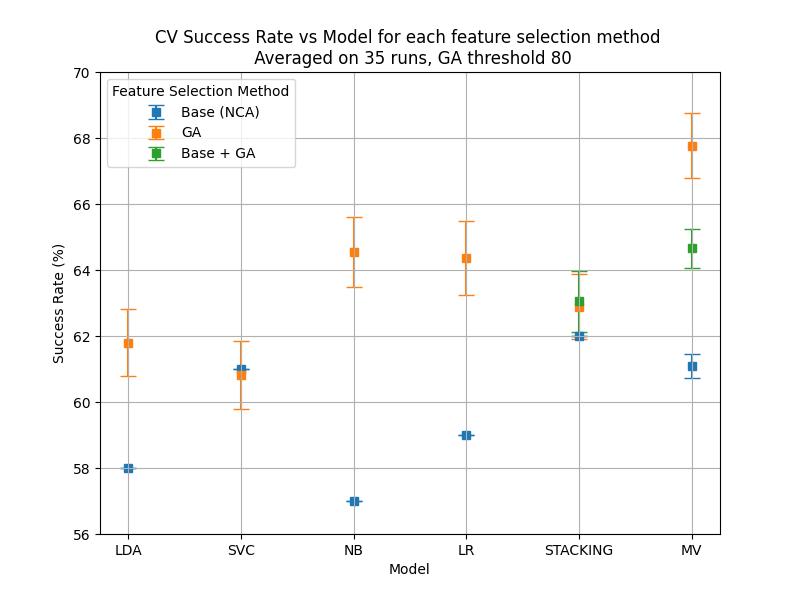 CV Success Rate vs Model for each feature selection method
Averaged on 35 runs, GA threshold 80
Feature Selection Method
Base (NCA)
GA
Base + GA
Success Rate (%)
70
68
66
64
62
60
58
56
LDA SVC NB LR STACKING MV
Model